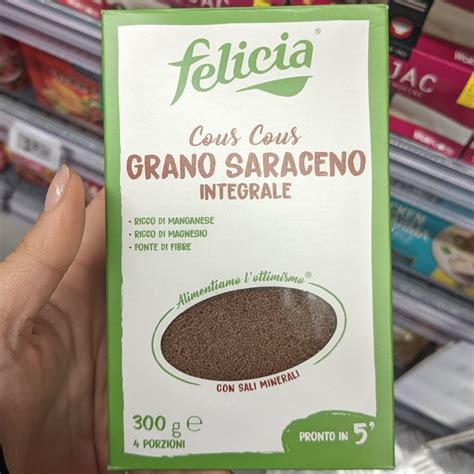 felicia®
Cous Cous
GRANO SARACENO
INTEGRALE
• RICCO DI MANGANESE
• RICCO DI MAGNESIO
• FONTE DI FIBRE
Alimentiamo l'ottimismo®
CON SALI MINERALI
300 g e
4 PORZIONI
PRONTO IN 5'
JAC